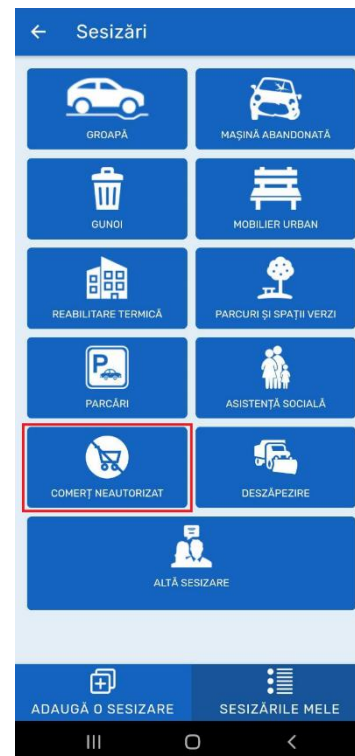 Sesizări
GROAPĂ
MAȘINĂ ABANDONATĂ
GUNOI
MOBILIER URBAN
REABILITARE TERMICĂ
PARCURI ȘI SPAȚII VERZI
P
PARCĂRI
ASISTENȚĂ SOCIALĂ
COMERȚ NEAUTORIZAT
DESZĂPEZIRE
ALTĂ SESIZARE
ADAUGĂ O SESIZARE
SESIZĂRILE MELE